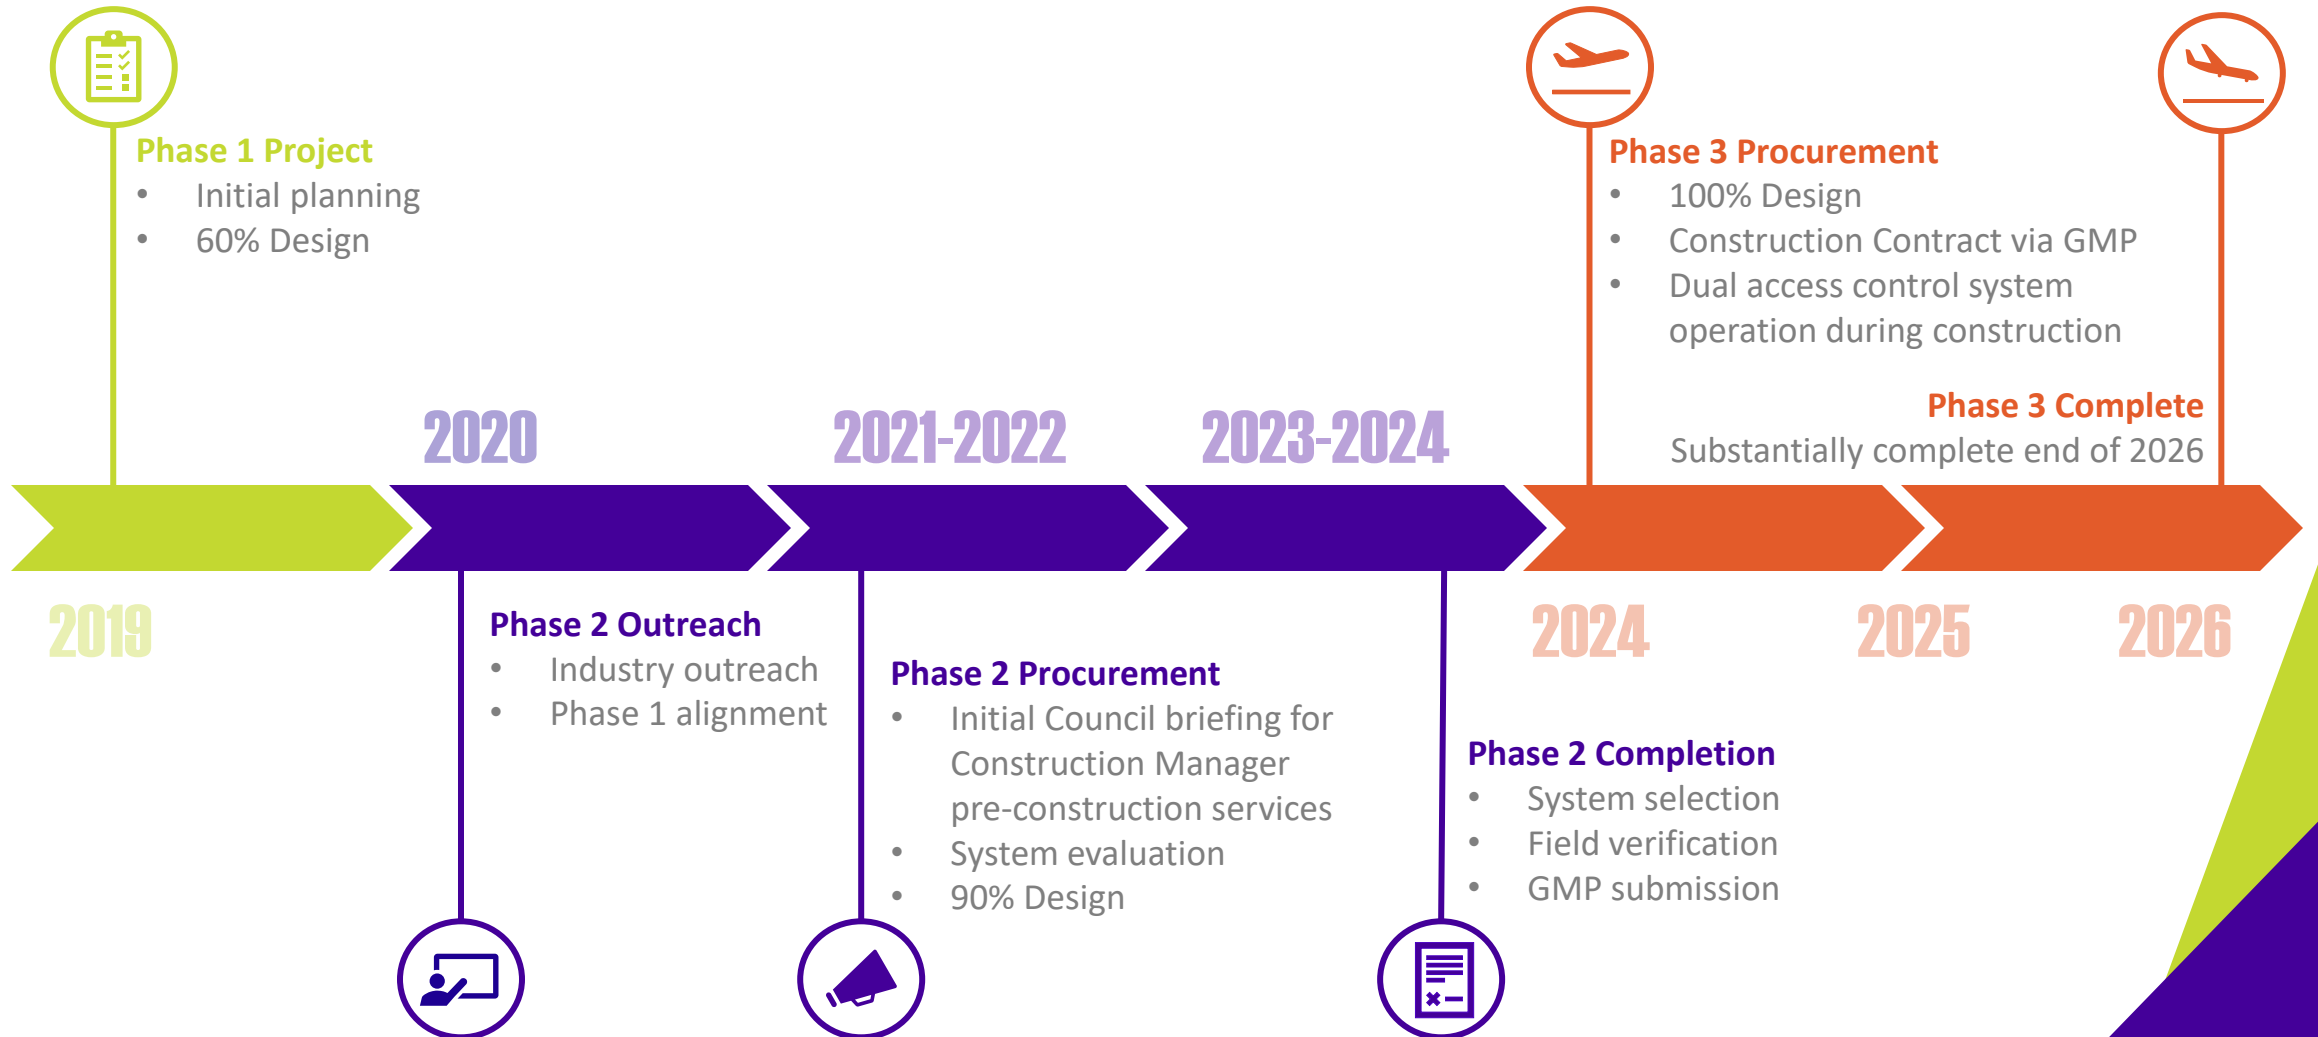 Phase 1 Project
• Initial planning
• 60% Design
2019
2020
Phase 2 Outreach
• Industry outreach
• Phase 1 alignment
2021-2022
Phase 2 Procurement
• Initial Council briefing for
Construction Manager
pre-construction services
• System evaluation
• 90% Design
2023-2024
Phase 2 Completion
• System selection
• Field verification
• GMP submission
Phase 3 Procurement
• 100% Design
• Construction Contract via GMP
• Dual access control system
operation during construction
Phase 3 Complete
Substantially complete end of 2026
2024
2025
2026